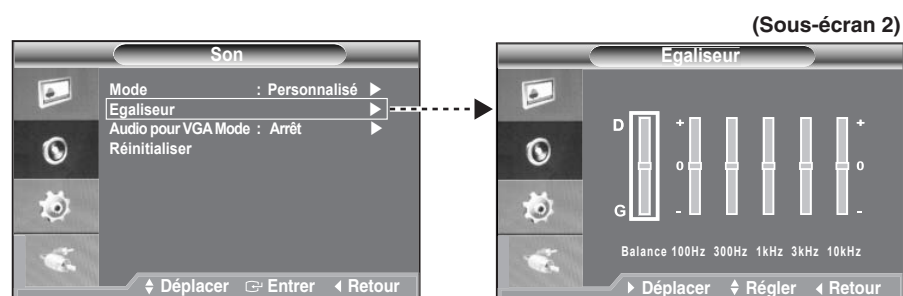 (Sous-écran 2)
Son
Mode : Personnalisé ▶
Egaliseur ▶
Audio pour VGA Mode : Arrêt ▶
Réinitialiser
Déplacer Entrer Retour
Egaliseur
D + +
0 0
G - -
Balance 100Hz 300Hz 1kHz 3kHz 10kHz
Déplacer Régler Retour